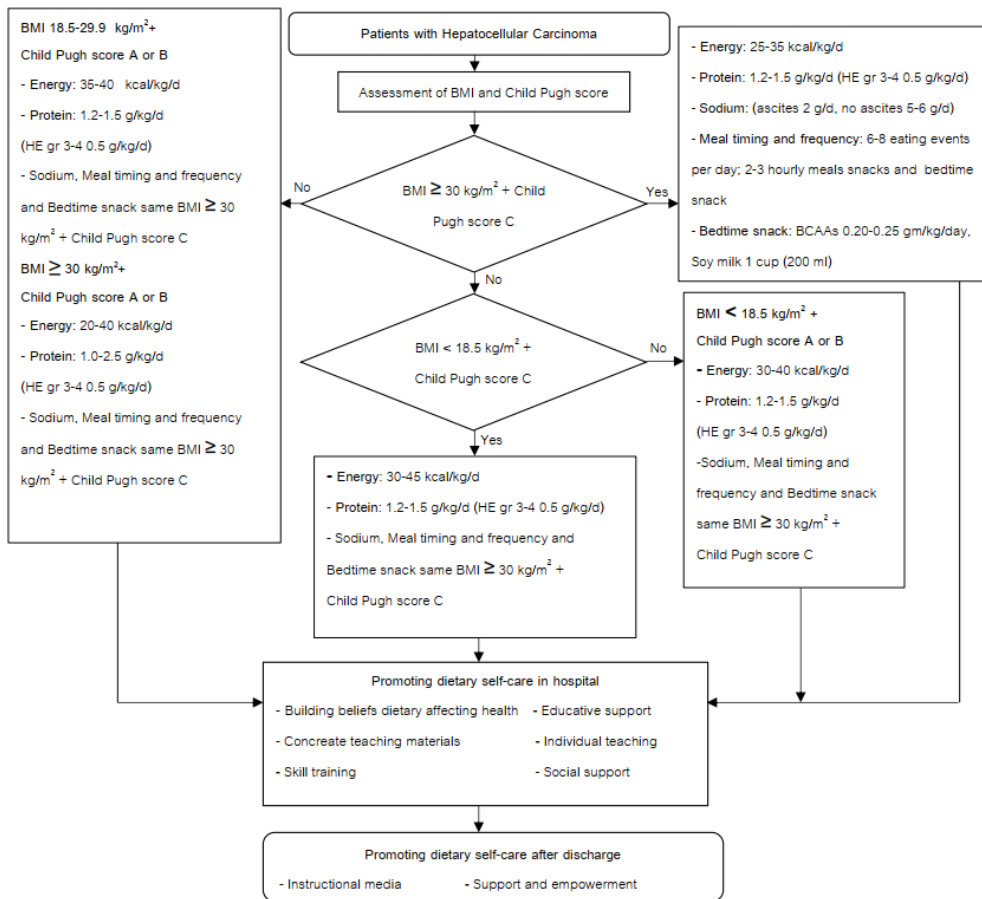 Patients with Hepatocellular Carcinoma
Assessment of BMI and Child Pugh score
BMI ≥ 30 kg/m² + Child
Pugh score C
No
Yes
No
BMI 18.5-29.9 kg/m²+
Child Pugh score A or B
- Energy: 35-40 kcal/kg/d
- Protein: 1.2-1.5 g/kg/d
(HE gr 3-4 0.5 g/kg/d)
- Sodium, Meal timing and frequency
and Bedtime snack same BMI ≥ 30
kg/m² + Child Pugh score C
BMI ≥ 30 kg/m²+
Child Pugh score A or B
- Energy: 20-40 kcal/kg/d
- Protein: 1.0-2.5 g/kg/d
(HE gr 3-4 0.5 g/kg/d)
- Sodium, Meal timing and frequency
and Bedtime snack same BMI ≥ 30
kg/m² + Child Pugh score C
- Energy: 25-35 kcal/kg/d
- Protein: 1.2-1.5 g/kg/d (HE gr 3-4 0.5 g/kg/d)
- Sodium: (ascites 2 g/d, no ascites 5-6 g/d)
- Meal timing and frequency: 6-8 eating events
per day; 2-3 hourly meals snacks and bedtime
snack
- Bedtime snack: BCAAs 0.20-0.25 gm/kg/day,
Soy milk 1 cup (200 ml)
BMI < 18.5 kg/m² +
Child Pugh score C
No
Yes
BMI < 18.5 kg/m² +
Child Pugh score A or B
- Energy: 30-40 kcal/kg/d
- Protein: 1.2-1.5 g/kg/d
(HE gr 3-4 0.5 g/kg/d)
-Sodium, Meal timing and
frequency and Bedtime snack
same BMI ≥ 30 kg/m² +
Child Pugh score C
- Energy: 30-45 kcal/kg/d
- Protein: 1.2-1.5 g/kg/d (HE gr 3-4 0.5 g/kg/d)
- Sodium, Meal timing and frequency and
Bedtime snack same BMI ≥ 30 kg/m² +
Child Pugh score C
Promoting dietary self-care in hospital
- Building beliefs dietary affecting health - Educative support
- Concreate teaching materials - Individual teaching
- Skill training - Social support
Promoting dietary self-care after discharge
- Instructional media - Support and empowerment